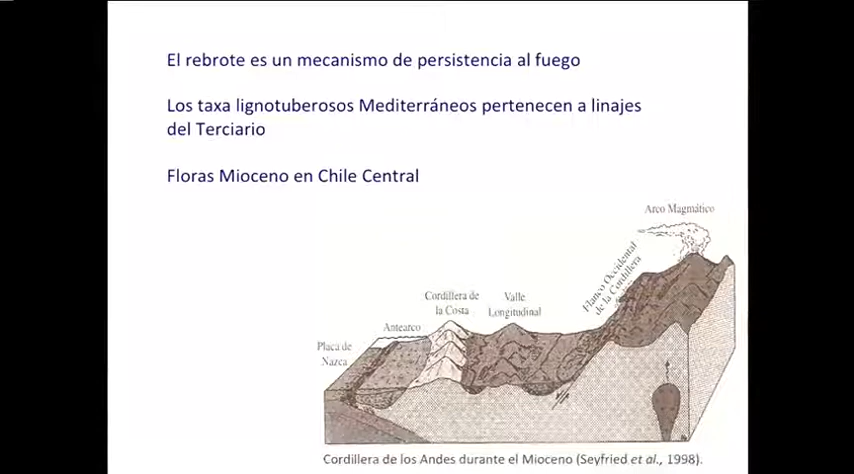 El rebrote es un mecanismo de persistencia al fuego
Los taxa lignotuberosos Mediterráneos pertenecen a linajes
del Terciario
Floras Mioceno en Chile Central
Arco Magmático
Flanco Occidental
de la Cordillera
Cordillera de
la Costa
Valle
Longitudinal
Antearco
Placa de
Nazca
Cordillera de los Andes durante el Mioceno (Seyfried et al., 1998).